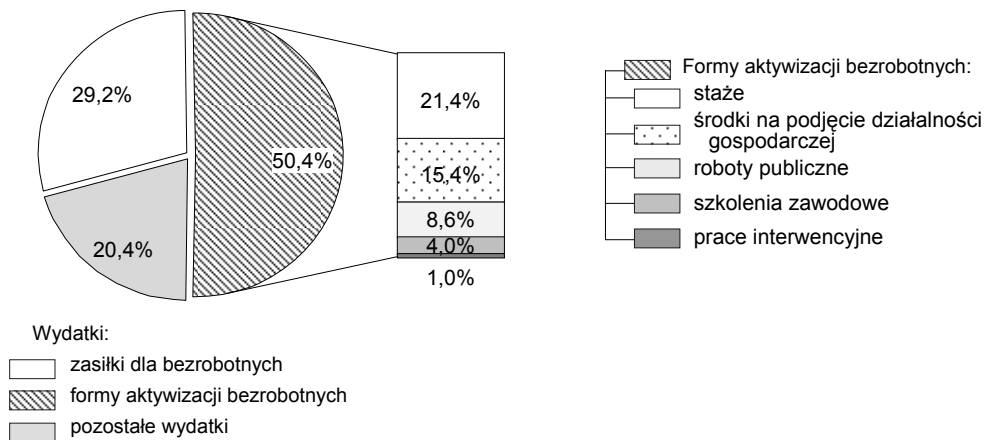 29,2%
50,4%
20,4%
21,4%
15,4%
8,6%
4,0%
1,0%
Formy aktywizacji bezrobotnych:
staże
środki na podjęcie działalności
gospodarczej
roboty publiczne
szkolenia zawodowe
prace interwencyjne
Wydatki:
zasiłki dla bezrobotnych
formy aktywizacji bezrobotnych
pozostałe wydatki